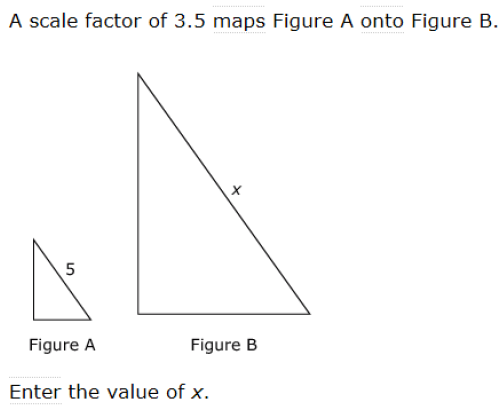 A scale factor of 3.5 maps Figure A onto Figure B.
x
5
Figure A
Figure B
Enter the value of x.